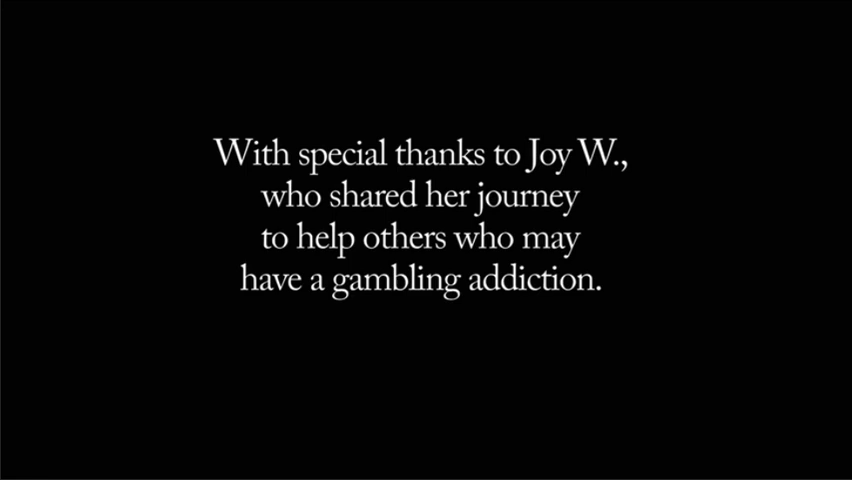 With special thanks to Joy W.,
who shared her journey
to help others who may
have a gambling addiction.